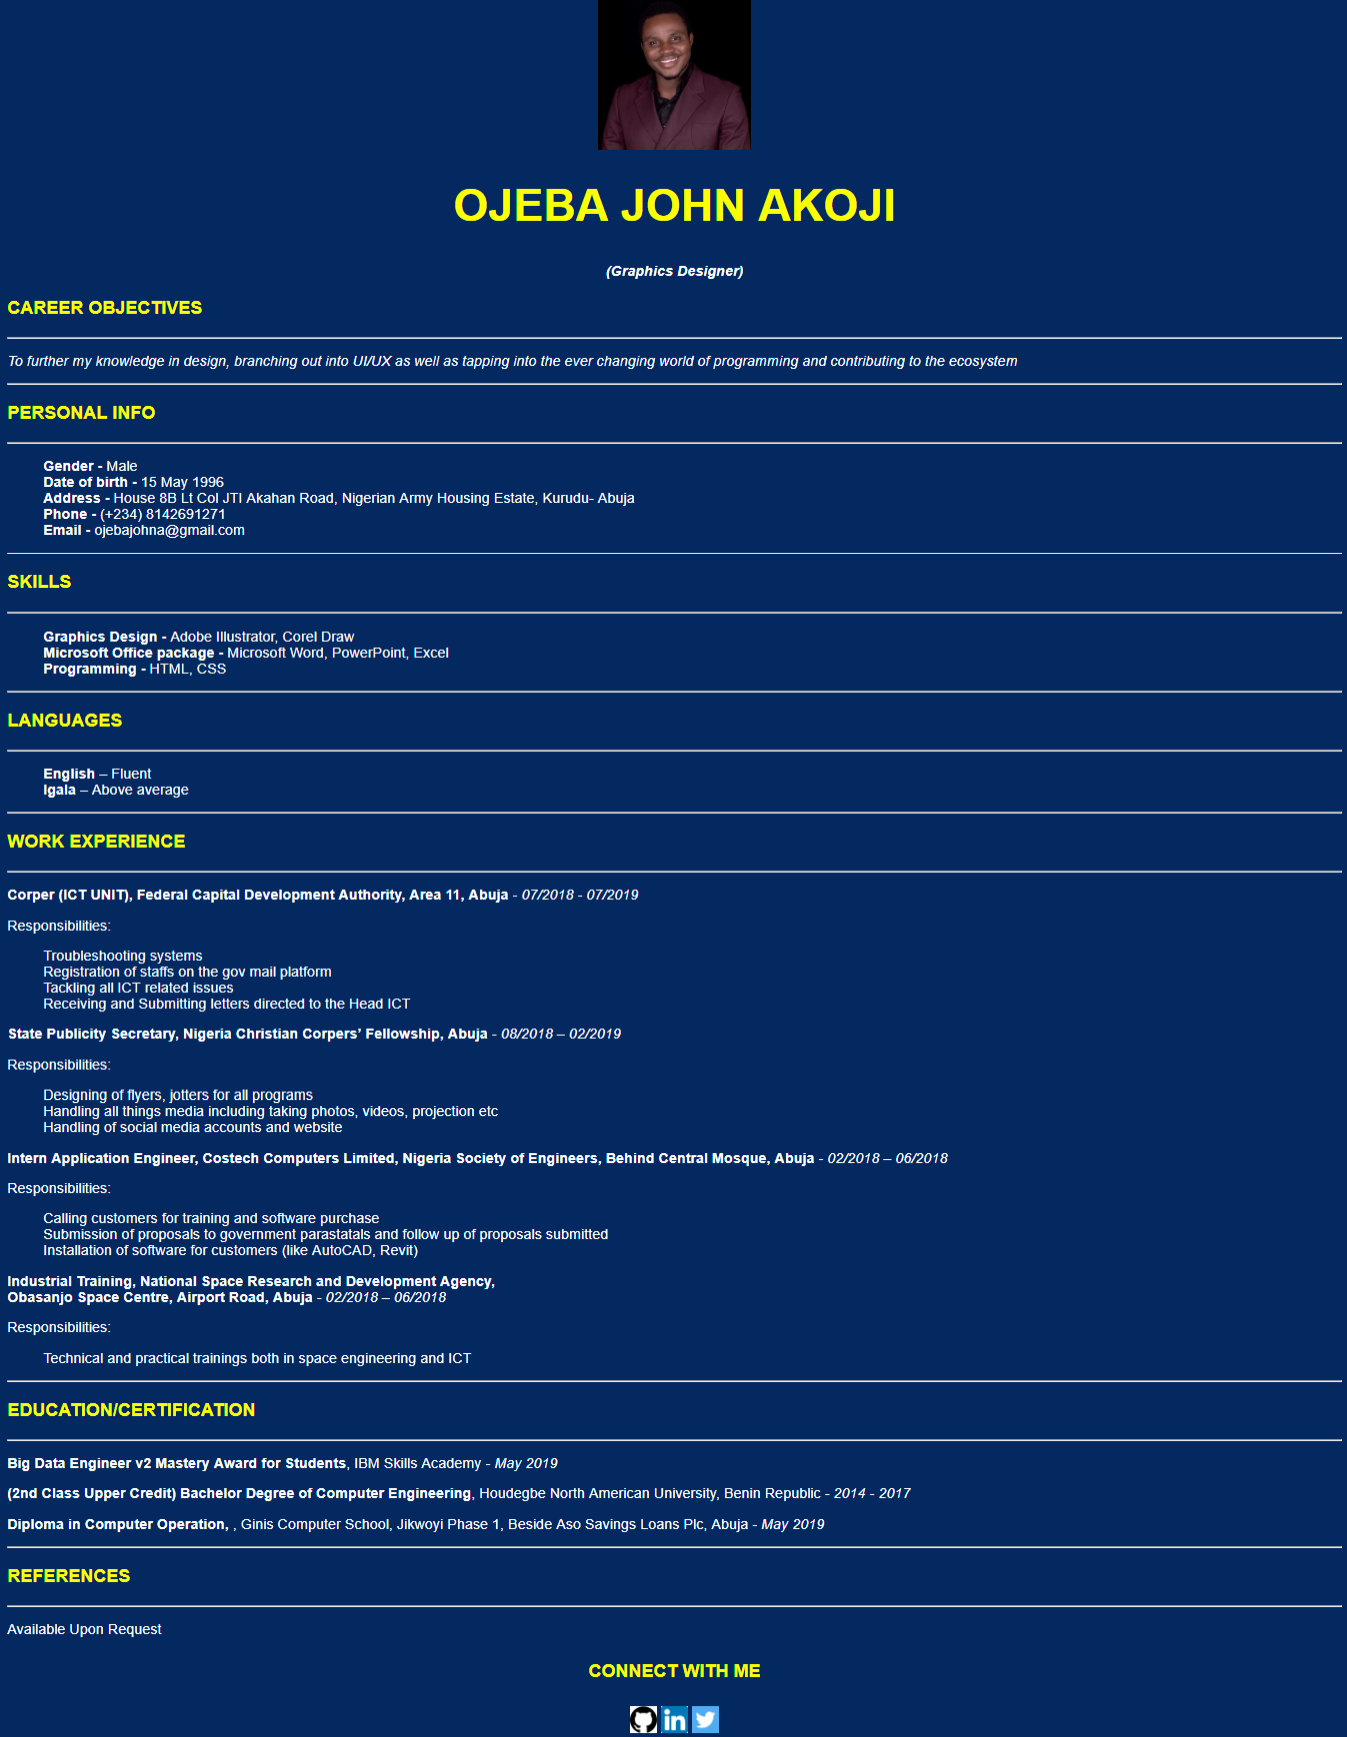 OJEBA JOHN AKOJI
(Graphics Designer)
CAREER OBJECTIVES
To further my knowledge in design, branching out into UI/UX as well as tapping into the ever changing world of programming and contributing to the ecosystem
PERSONAL INFO
Gender - Male
Date of birth - 15 May 1996
Address - House 8B Lt Col JTI Akahan Road, Nigerian Army Housing Estate, Kurudu- Abuja
Phone - (+234) 8142691271
Email - ojebajohna@gmail.com
SKILLS
Graphics Design - Adobe Illustrator, Corel Draw
Microsoft Office package - Microsoft Word, PowerPoint, Excel
Programming - HTML, CSS
LANGUAGES
English – Fluent
Igala – Above average
WORK EXPERIENCE
Corper (ICT UNIT), Federal Capital Development Authority, Area 11, Abuja - 07/2018 - 07/2019
Responsibilities:
Troubleshooting systems
Registration of staffs on the gov mail platform
Tackling all ICT related issues
Receiving and Submitting letters directed to the Head ICT
State Publicity Secretary, Nigeria Christian Corpers’ Fellowship, Abuja - 08/2018 – 02/2019
Responsibilities:
Designing of flyers, jotters for all programs
Handling all things media including taking photos, videos, projection etc
Handling of social media accounts and website
Intern Application Engineer, Costech Computers Limited, Nigeria Society of Engineers, Behind Central Mosque, Abuja - 02/2018 – 06/2018
Responsibilities:
Calling customers for training and software purchase
Submission of proposals to government parastatals and follow up of proposals submitted
Installation of software for customers (like AutoCAD, Revit)
Industrial Training, National Space Research and Development Agency,
Obasanjo Space Centre, Airport Road, Abuja - 02/2018 – 06/2018
Responsibilities:
Technical and practical trainings both in space engineering and ICT
EDUCATION/CERTIFICATION
Big Data Engineer v2 Mastery Award for Students, IBM Skills Academy - May 2019
(2nd Class Upper Credit) Bachelor Degree of Computer Engineering, Houdegbe North American University, Benin Republic - 2014 - 2017
Diploma in Computer Operation, , Ginis Computer School, Jikwoyi Phase 1, Beside Aso Savings Loans Plc, Abuja - May 2019
REFERENCES
Available Upon Request
CONNECT WITH ME
in